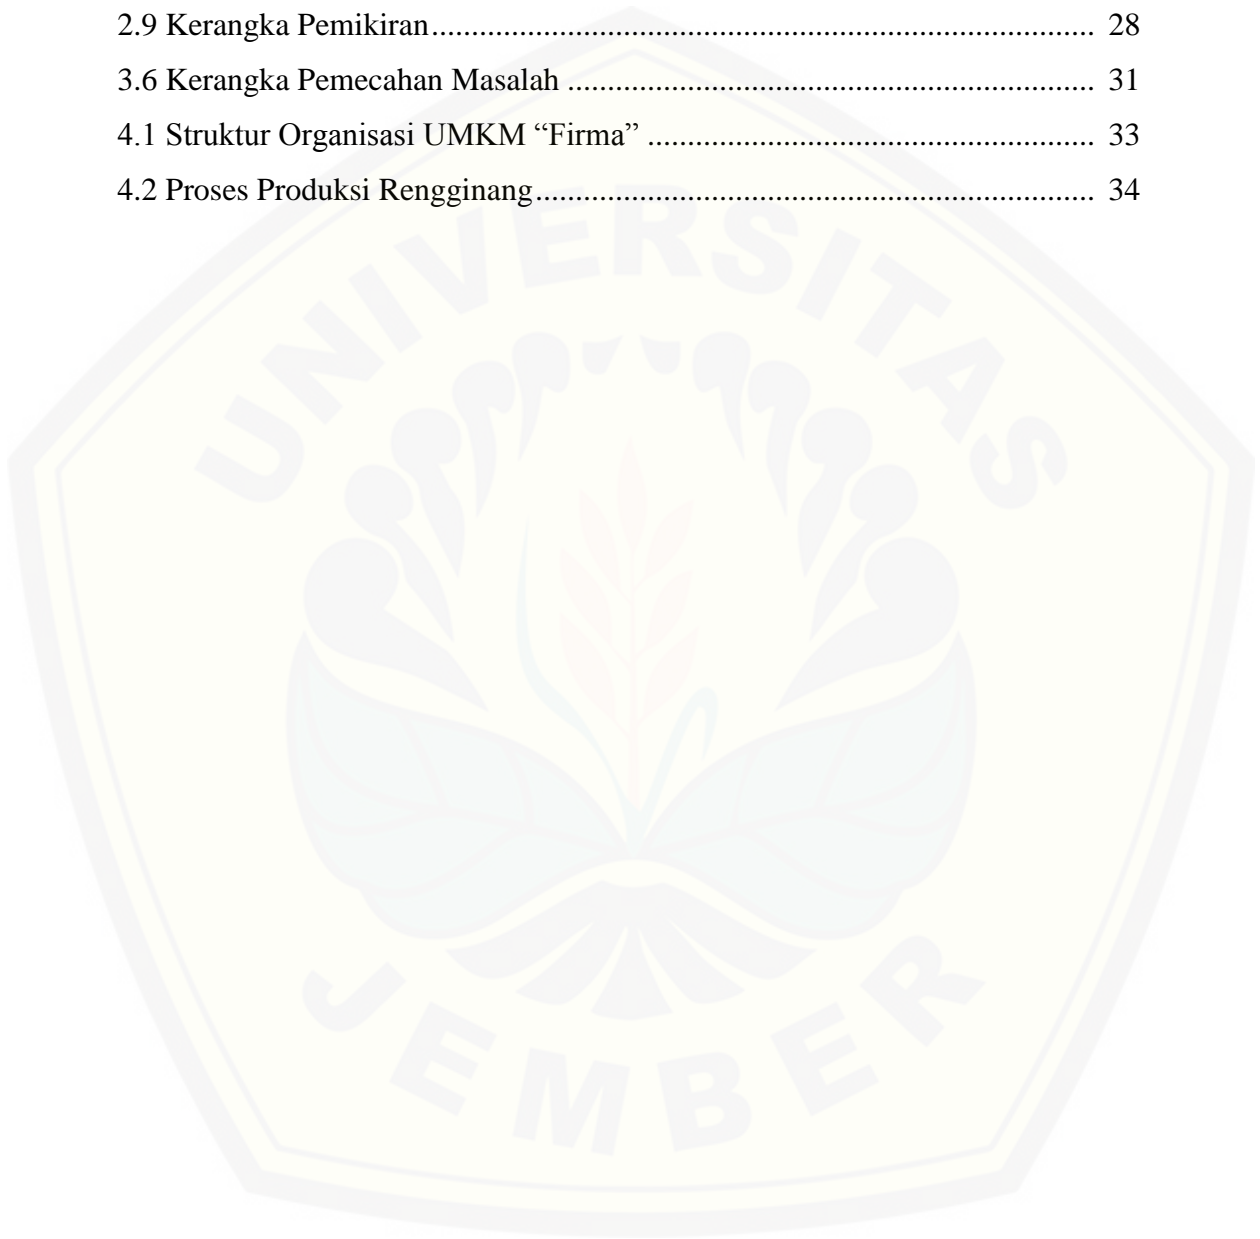 2.9 Kerangka Pemikiran.................................................................................. 28
3.6 Kerangka Pemecahan Masalah ................................................................. 31
4.1 Struktur Organisasi UMKM “Firma” ....................................................... 33
4.2 Proses Produksi Rengginang..................................................................... 34
UNIVERSITAS
JEMBER